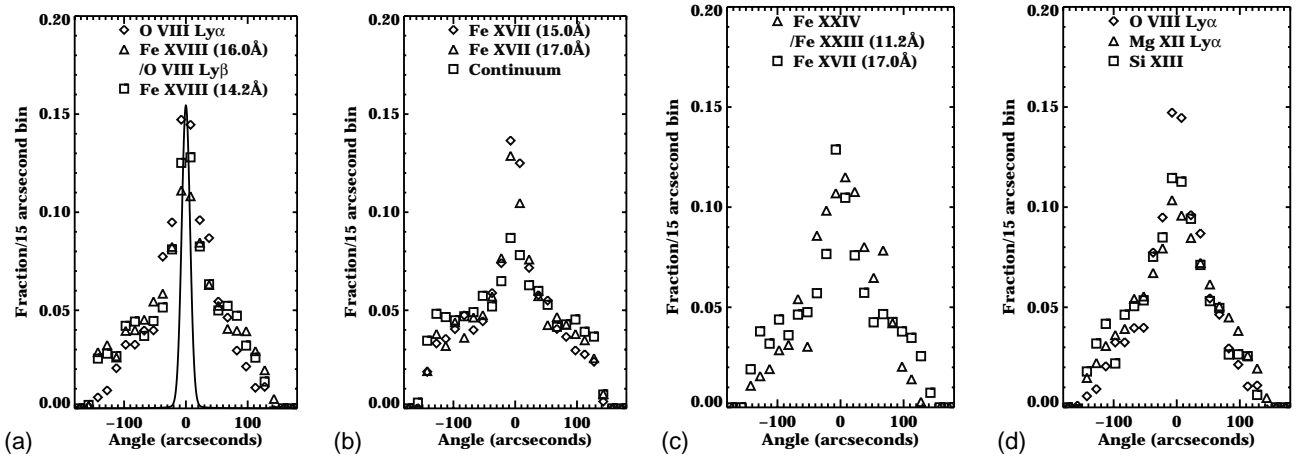 0.20
0.15
0.10
0.05
0.00
Fraction/15 arcsecond bin
O VIII Lyα
Fe XVIII (16.0Å)
/O VIII Lyβ
Fe XVIII (14.2Å)
−100 0 100
Angle (arcseconds)
(a)
0.20
0.15
0.10
0.05
0.00
Fraction/15 arcsecond bin
Fe XVII (15.0Å)
Fe XVII (17.0Å)
Continuum
−100 0 100
Angle (arcseconds)
(b)
0.20
0.15
0.10
0.05
0.00
Fraction/15 arcsecond bin
Fe XXIV
/Fe XXIII (11.2Å)
Fe XVII (17.0Å)
−100 0 100
Angle (arcseconds)
(c)
0.20
0.15
0.10
0.05
0.00
Fraction/15 arcsecond bin
O VIII Lyα
Mg XII Lyα
Si XIII
−100 0 100
Angle (arcseconds)
(d)